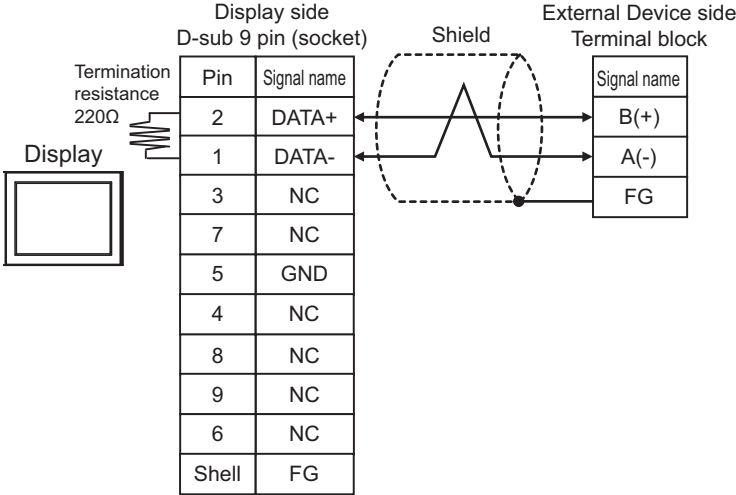 Display side
D-sub 9 pin (socket)
Shield
External Device side
Terminal block
Termination
resistance
220Ω
Display
Pin Signal name
2 DATA+
1 DATA-
3 NC
7 NC
5 GND
4 NC
8 NC
9 NC
6 NC
Shell FG
Signal name
B(+)
A(-)
FG